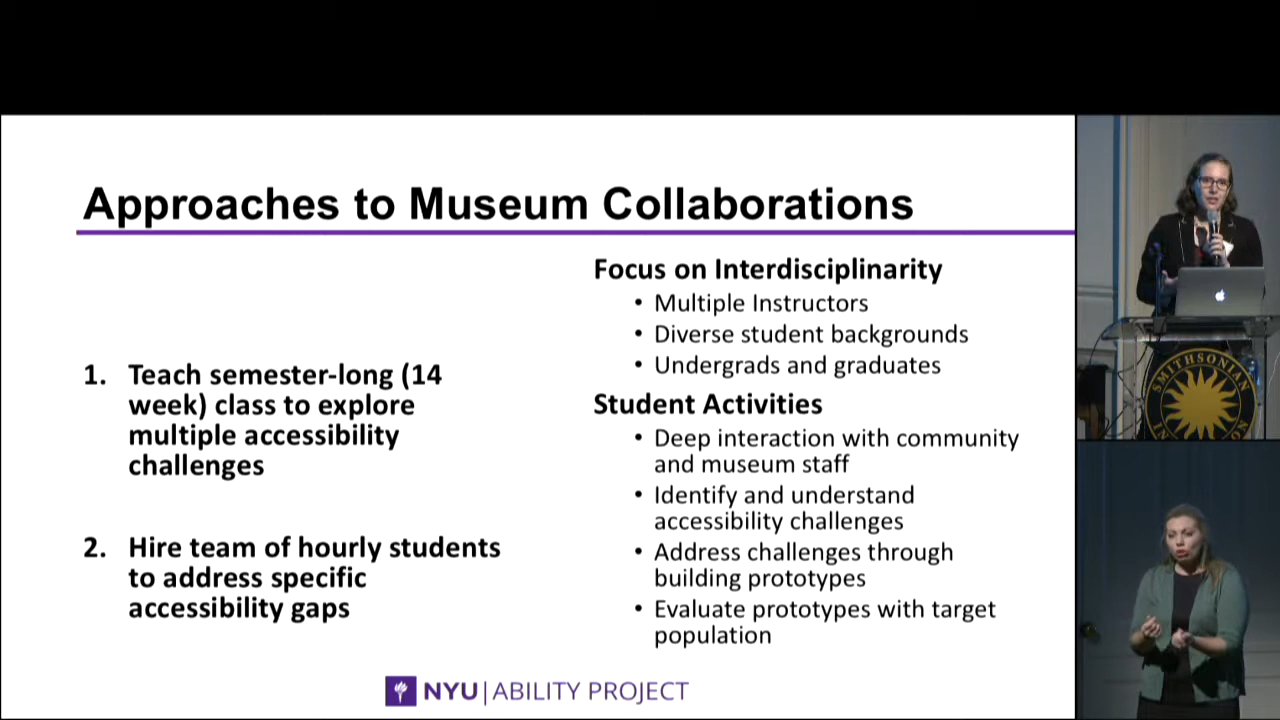 Approaches to Museum Collaborations
1. Teach semester-long (14
week) class to explore
multiple accessibility
challenges
2. Hire team of hourly students
to address specific
accessibility gaps
Focus on Interdisciplinarity
• Multiple Instructors
• Diverse student backgrounds
• Undergrads and graduates
Student Activities
• Deep interaction with community
and museum staff
• Identify and understand
accessibility challenges
• Address challenges through
building prototypes
• Evaluate prototypes with target
population
NYU | ABILITY PROJECT
SMITHSONIAN